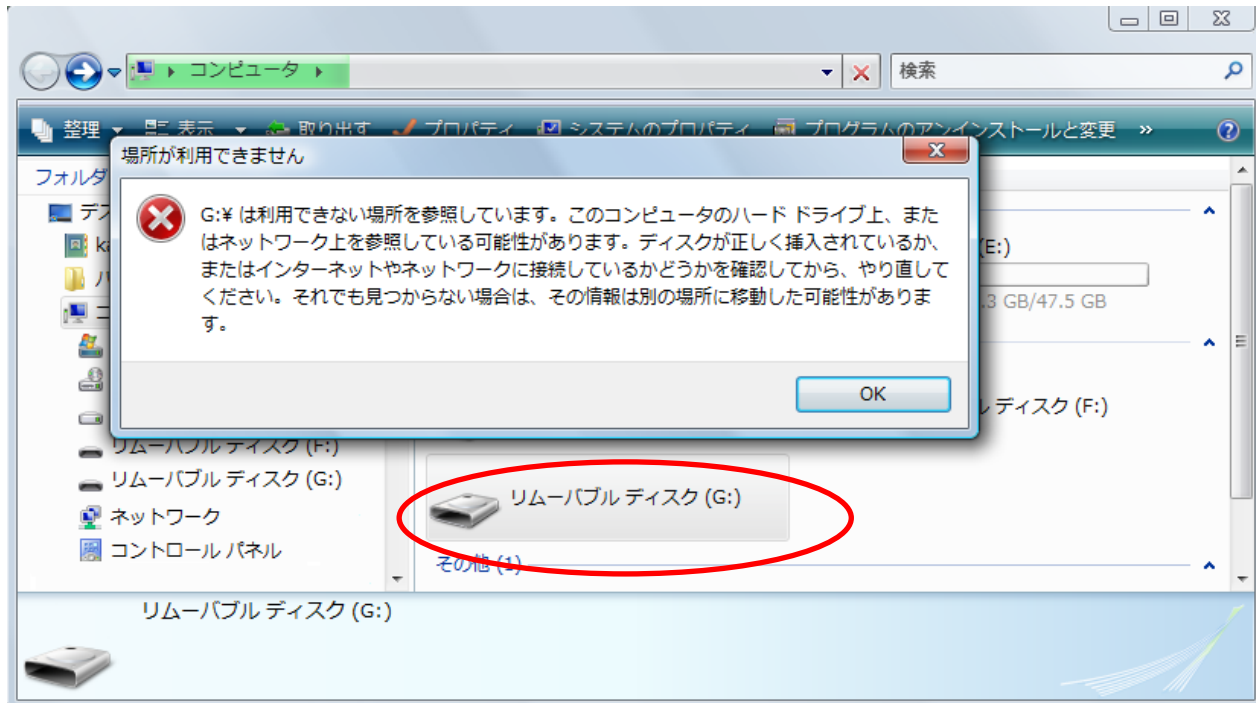 コンピュータ
検索
整理 表示 取り出す プロパティ システムのプロパティ プログラムのアンインストールと変更 »
場所が利用できません
フォルダ
G:¥ は利用できない場所を参照しています。このコンピュータのハード ドライブ上、また
はネットワーク上を参照している可能性があります。ディスクが正しく挿入されているか、
またはインターネットやネットワークに接続しているかどうかを確認してから、やり直して
ください。それでも見つからない場合は、その情報は別の場所に移動した可能性がありま
す。
OK
デス
ka
(E:)
.3 GB/47.5 GB
ディスク (F:)
リムーバブル ディスク (F:)
リムーバブル ディスク (G:)
ネットワーク
コントロール パネル
リムーバブル ディスク (G:)
その他 (1)
リムーバブル ディスク (G:)